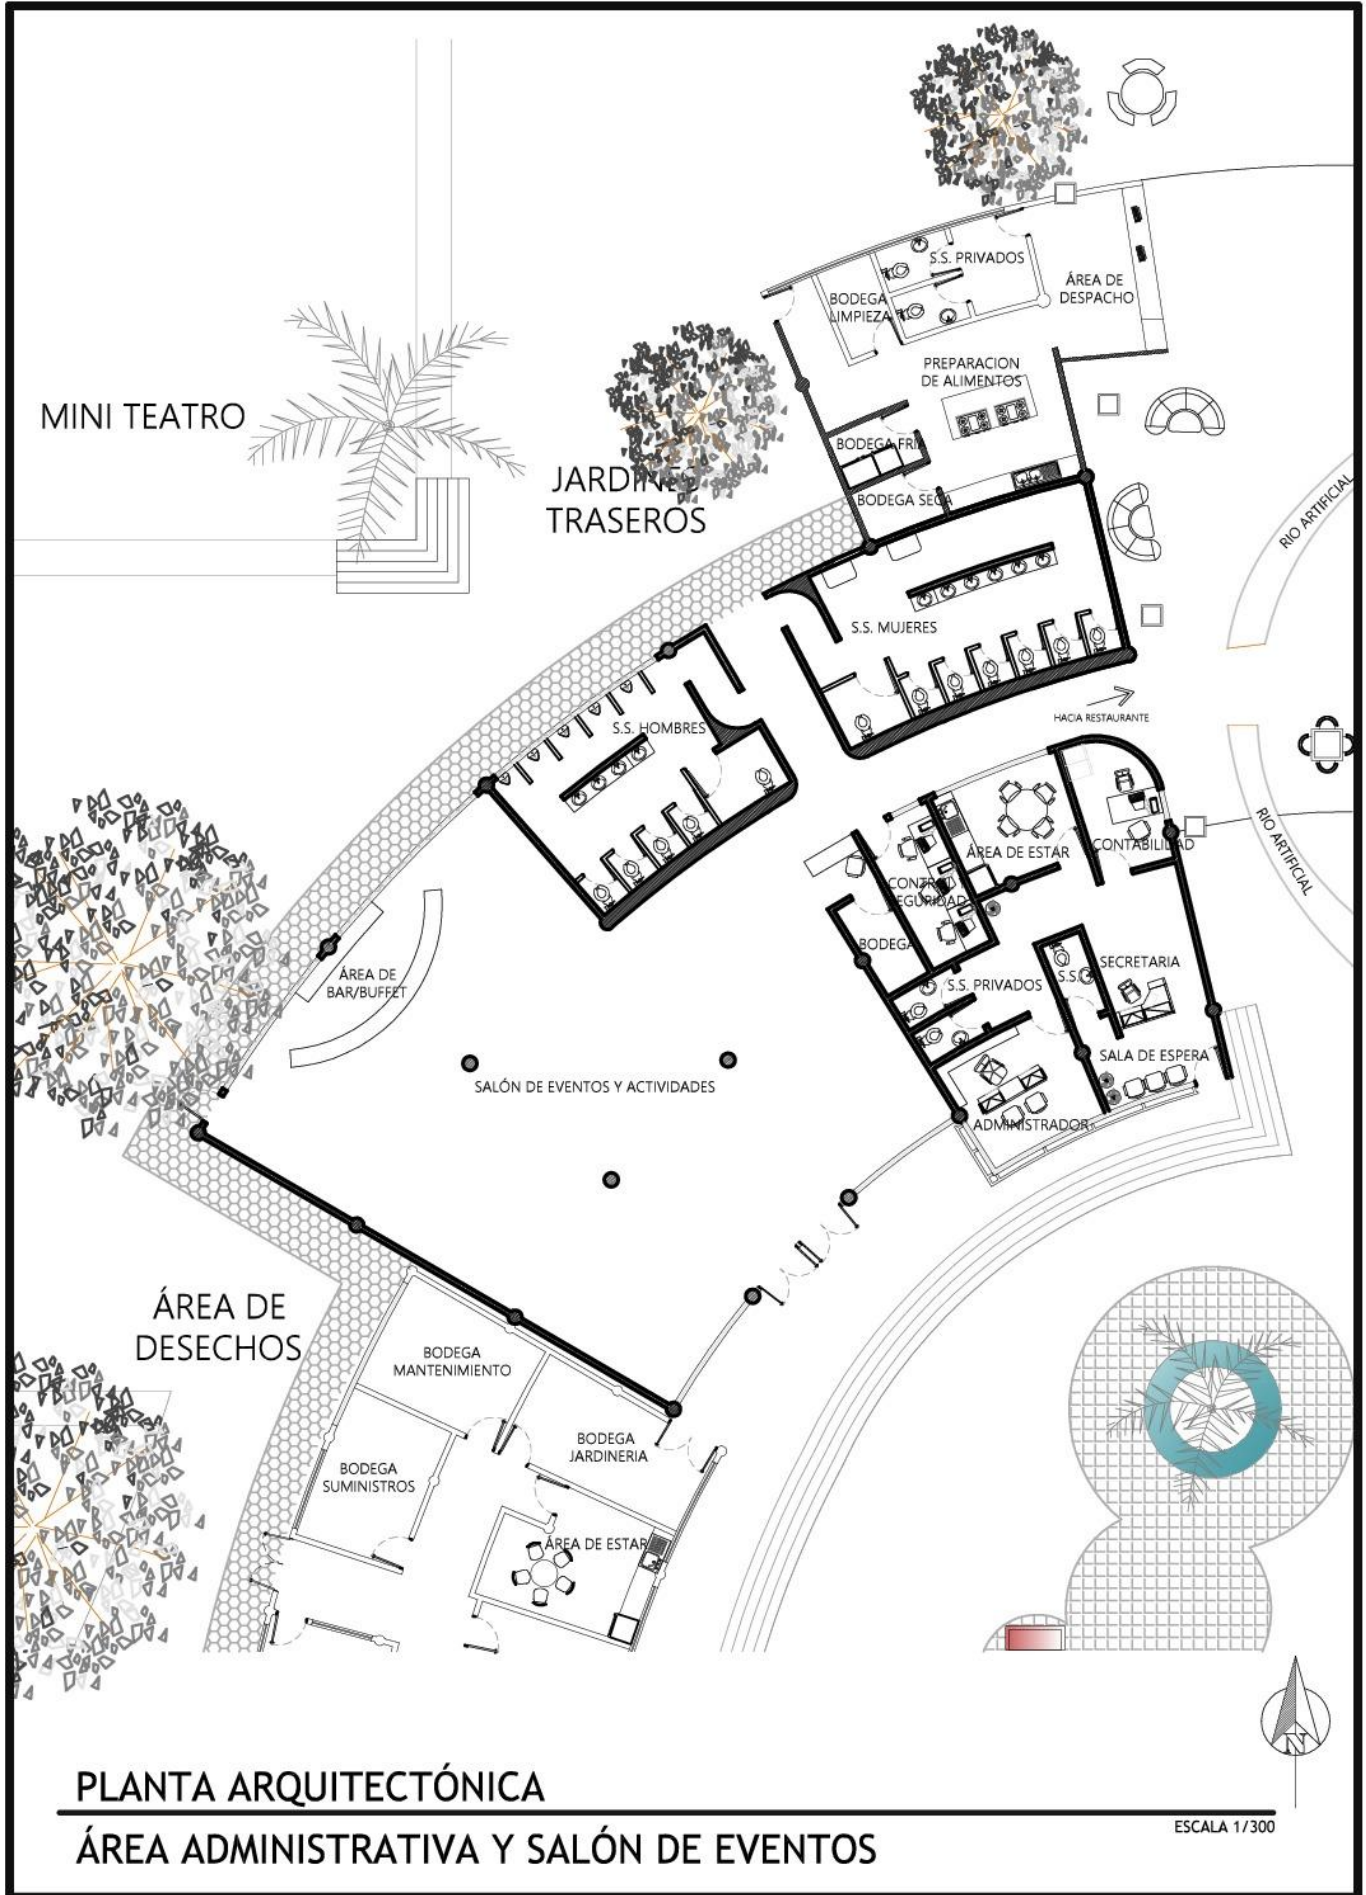 S.S. PRIVADOS
ÁREA DE
DESPACHO
BODEGA
LIMPIEZA
PREPARACION
DE ALIMENTOS
MINI TEATRO
BODEGA FRIA
JARDINES
TRASEROS
BODEGA SECA
RIO ARTIFICIAL
S.S. MUJERES
HACIA RESTAURANTE
S.S. HOMBRES
ÁREA DE ESTAR
CONTABILIDAD
RIO ARTIFICIAL
CONTROL Y
SEGURIDAD
BODEGA
S.S. PRIVADOS
S.S.
SECRETARIA
ÁREA DE
BAR/BUFFET
SALA DE ESPERA
SALÓN DE EVENTOS Y ACTIVIDADES
ADMINISTRADOR
ÁREA DE
DESECHOS
BODEGA
MANTENIMIENTO
BODEGA
JARDINERIA
BODEGA
SUMINISTROS
ÁREA DE ESTAR
N
PLANTA ARQUITECTÓNICA
ESCALA 1/300
ÁREA ADMINISTRATIVA Y SALÓN DE EVENTOS